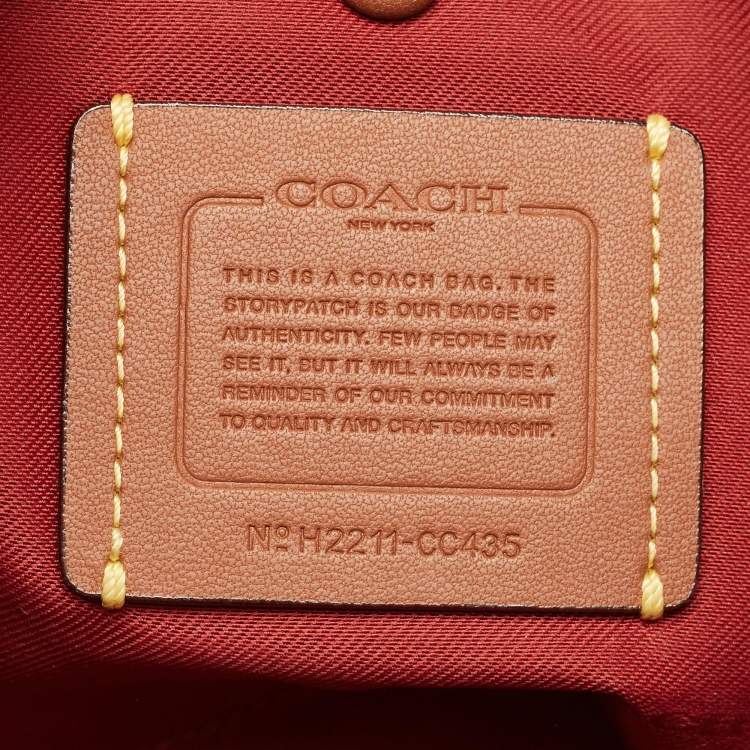 COACH
NEW YORK
THIS IS A COACH BAG. THE
STORYPATCH IS OUR BADGE OF
AUTHENTICITY. FEW PEOPLE MAY
SEE IT, BUT IT WILL ALWAYS BE A
REMINDER OF OUR COMMITMENT
TO QUALITY AND CRAFTSMANSHIP.
Nº H2211-CC435